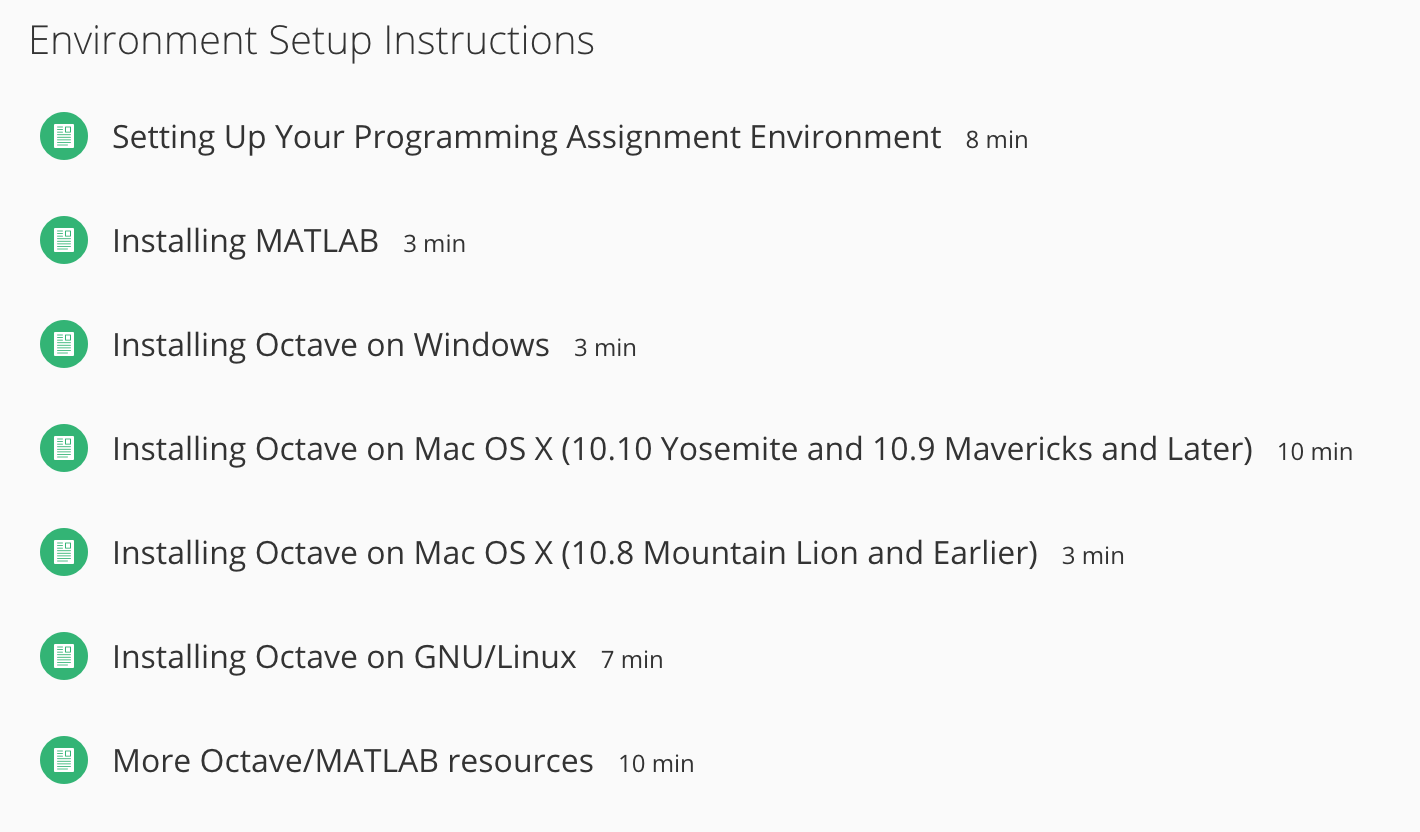 Environment Setup Instructions
Setting Up Your Programming Assignment Environment 8 min
Installing MATLAB 3 min
Installing Octave on Windows 3 min
Installing Octave on Mac OS X (10.10 Yosemite and 10.9 Mavericks and Later) 10 min
Installing Octave on Mac OS X (10.8 Mountain Lion and Earlier) 3 min
Installing Octave on GNU/Linux 7 min
More Octave/MATLAB resources 10 min